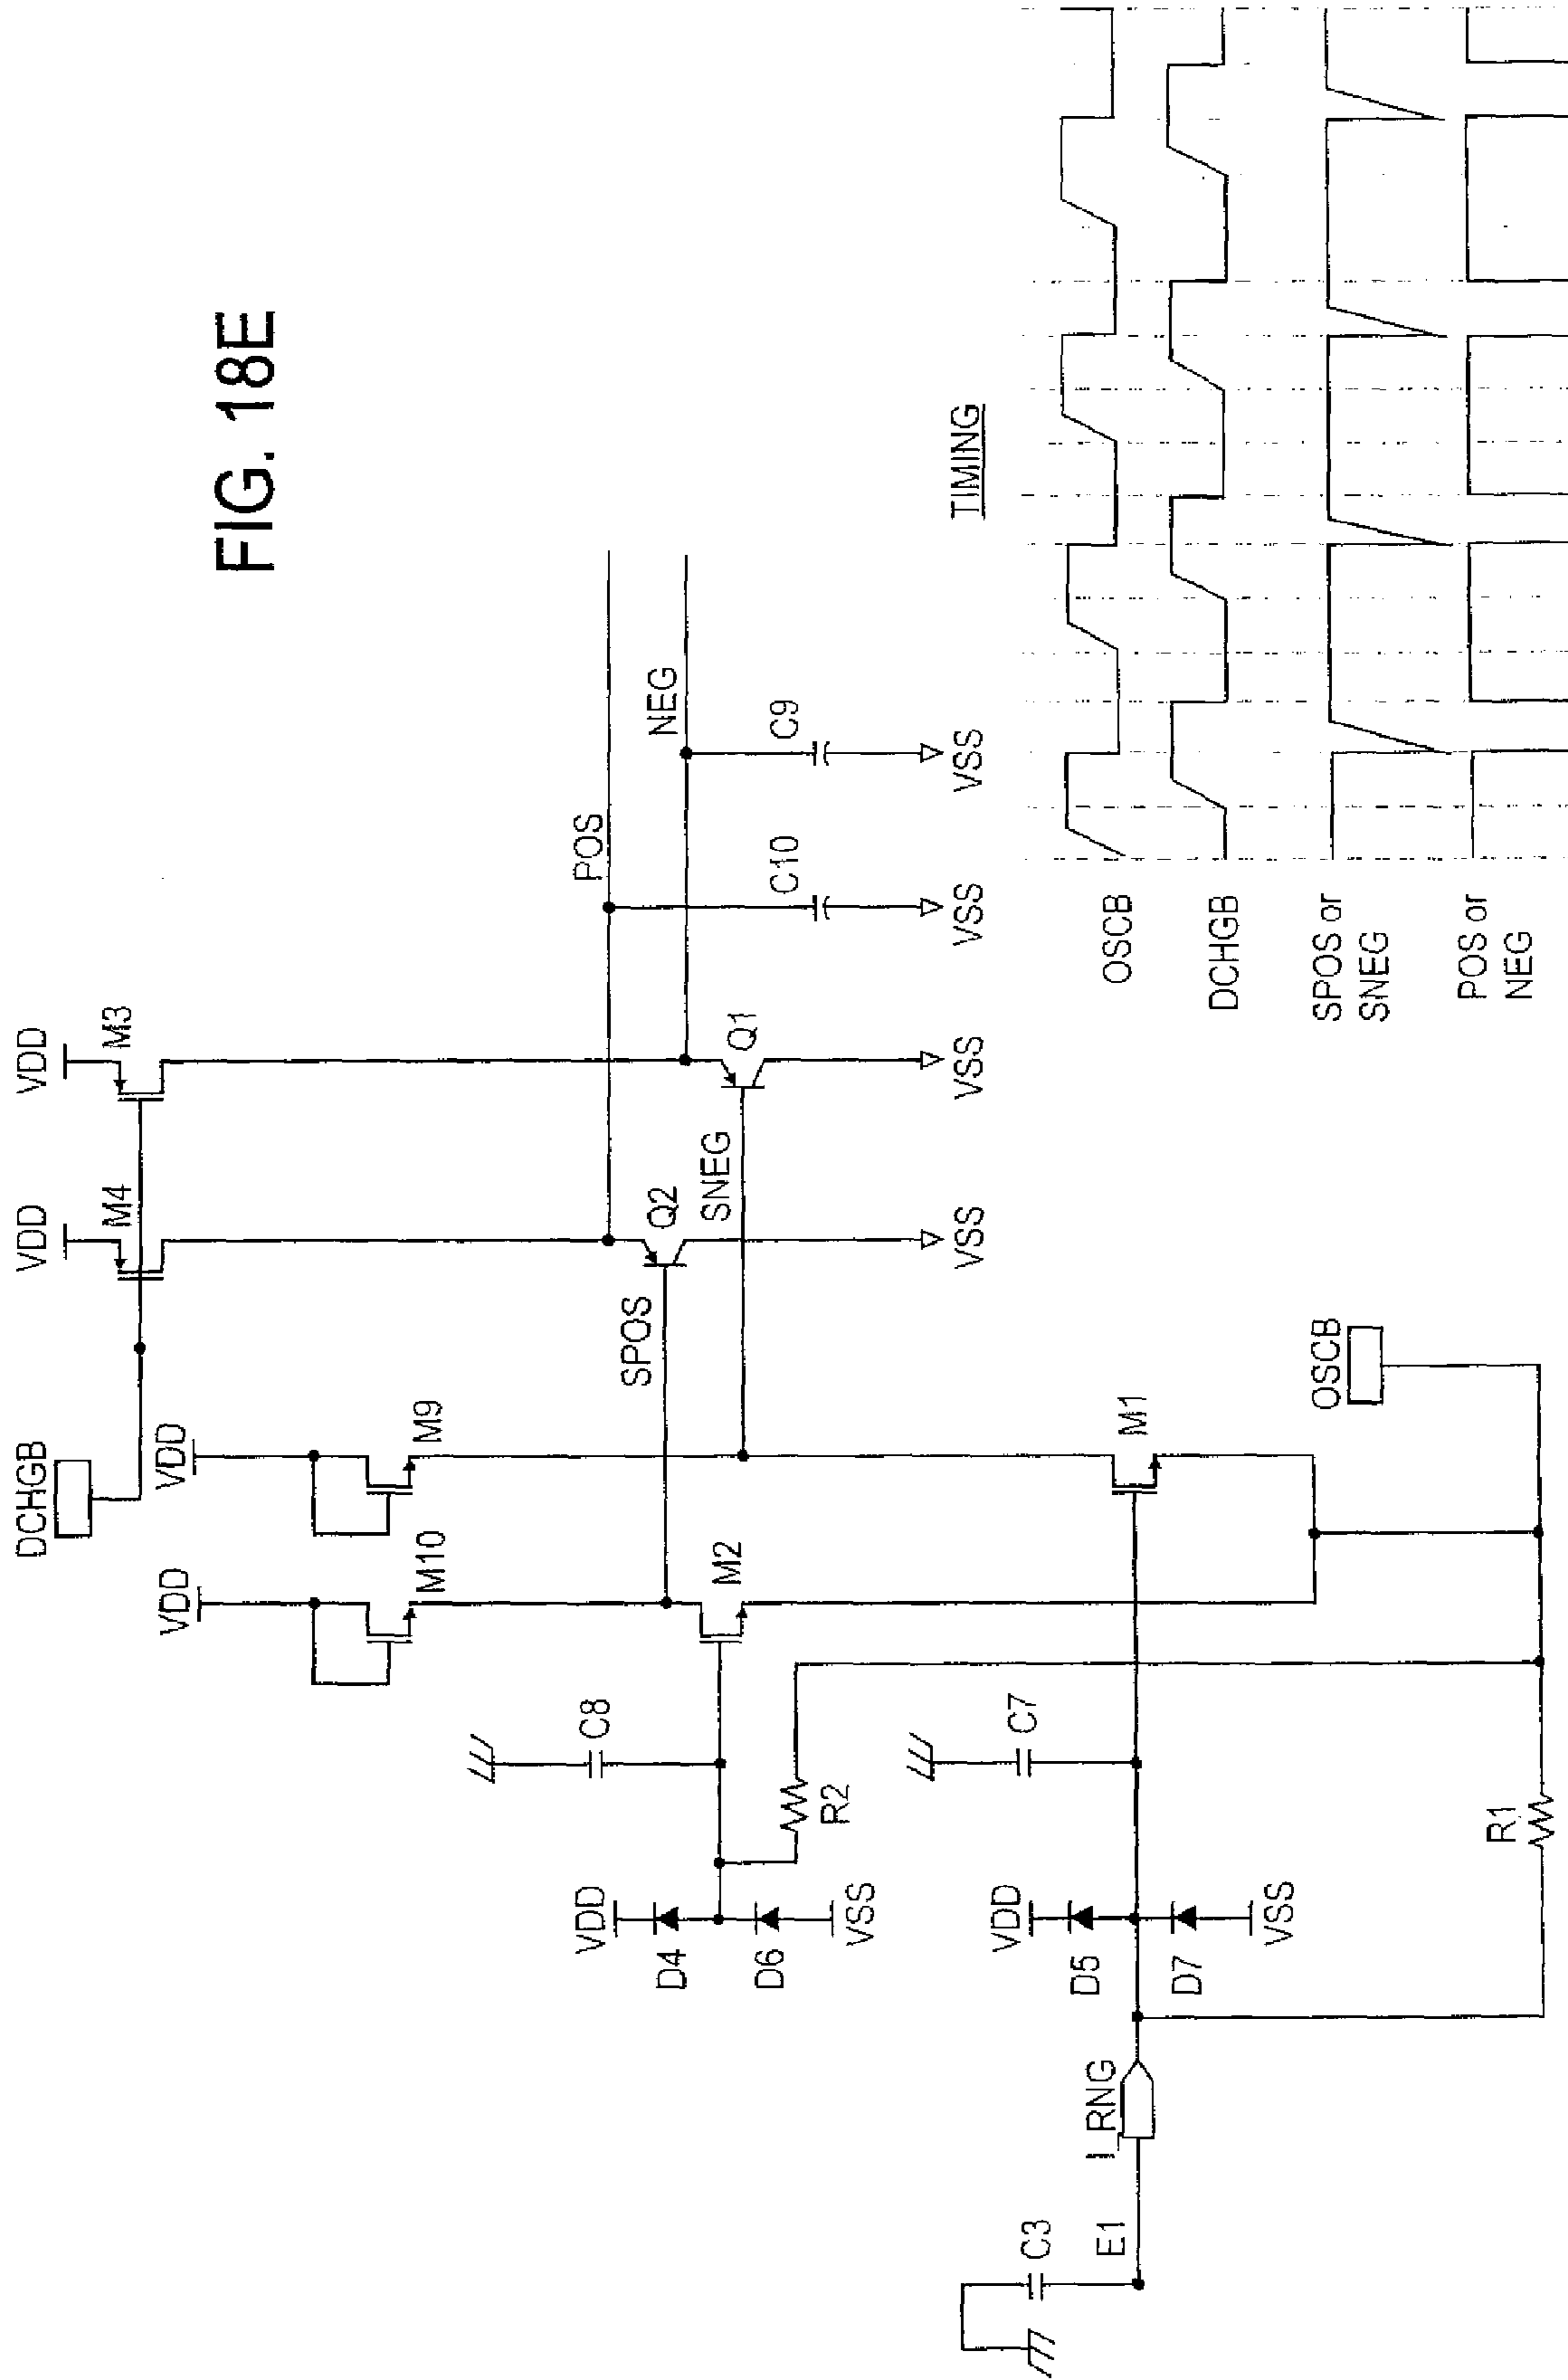 FIG. 18E
DCHGB
VDD
VDD
M4
M3
VDD
VDD
M10
M9
POS
NEG
SPOS
Q2
SNEG
Q1
C10
C9
VSS
VSS
VSS
VSS
C8
M2
VDD
D4
D6
VSS
R2
C7
M1
OSCB
VDD
D5
D7
VSS
C3
E1
I_RNG
R1
TIMING
OSCB
DCHGB
SPOS or
SNEG
POS or
NEG